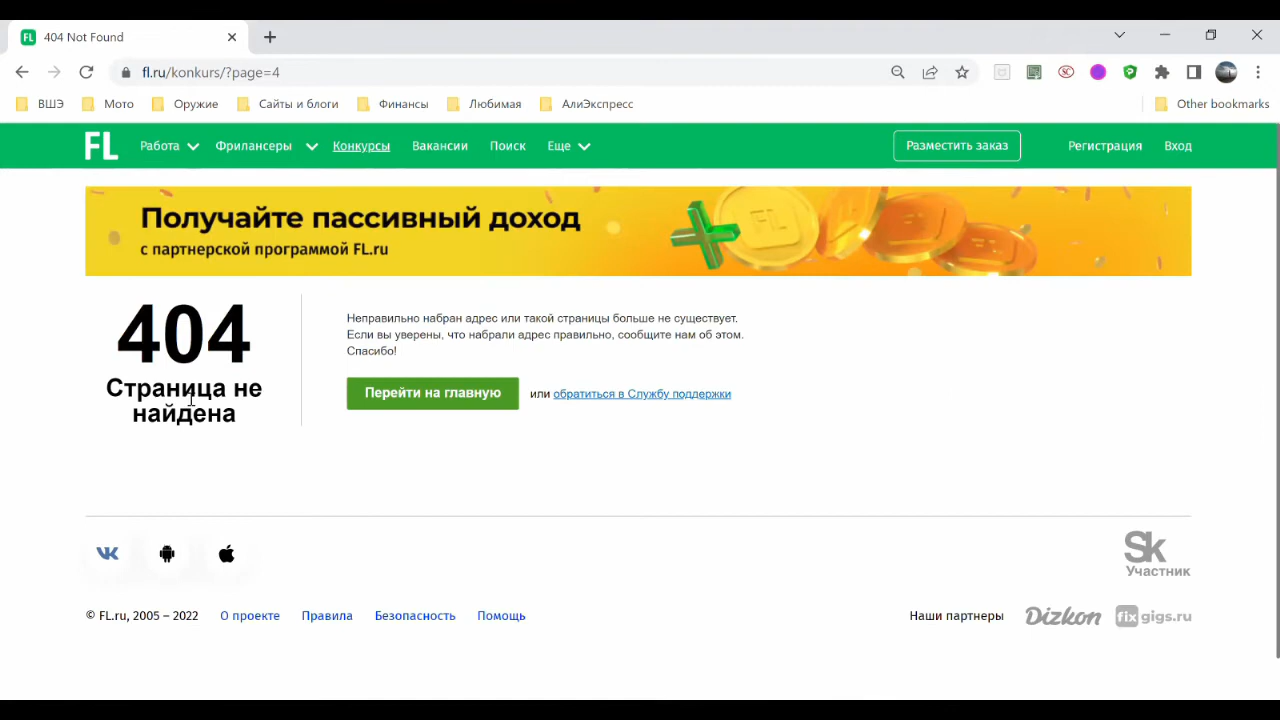 FL 404 Not Found
fl.ru/konkurs/?page=4
ВШЭ Мото Оружие Сайты и блоги Финансы Любимая АлиЭкспресс Other bookmarks
FL Работа Фрилансеры Конкурсы Вакансии Поиск Еще Разместить заказ Регистрация Вход
Получайте пассивный доход
с партнерской программой FL.ru
FL
404
Страница не
найдена
Неправильно набран адрес или такой страницы больше не существует.
Если вы уверены, что набрали адрес правильно, сообщите нам об этом.
Спасибо!
Перейти на главную или обратиться в Службу поддержки
Sk
Участник
© FL.ru, 2005 – 2022 О проекте Правила Безопасность Помощь Наши партнеры Dizkon fixgigs.ru